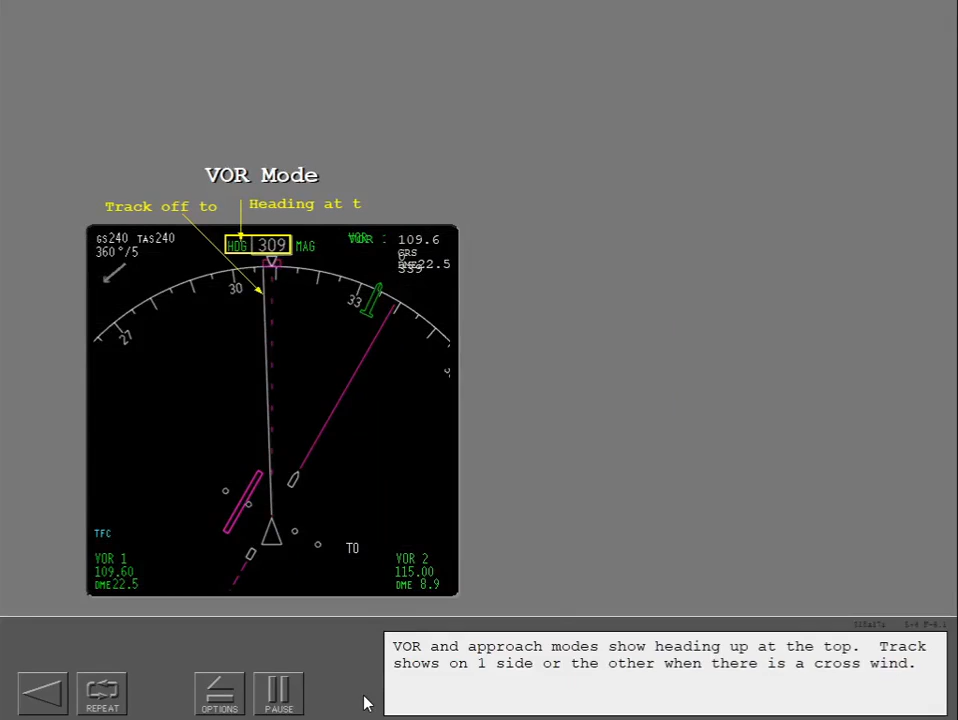 VOR Mode
Track off to
Heading at t
GS240 TAS240
HDG 309 MAG
109.6
360°/5
CRS
22.5
27
30
33
TFC
TO
VOR 1
109.60
DME22.5
VOR 2
115.00
DME 8.9
VOR and approach modes show heading up at the top. Track
shows on 1 side or the other when there is a cross wind.
REPEAT
OPTIONS
PAUSE